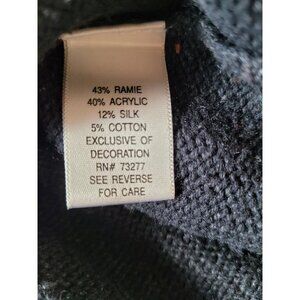 43% RAMIE
40% ACRYLIC
12% SILK
5% COTTON
EXCLUSIVE OF
DECORATION
RN# 73277
SEE REVERSE
FOR CARE